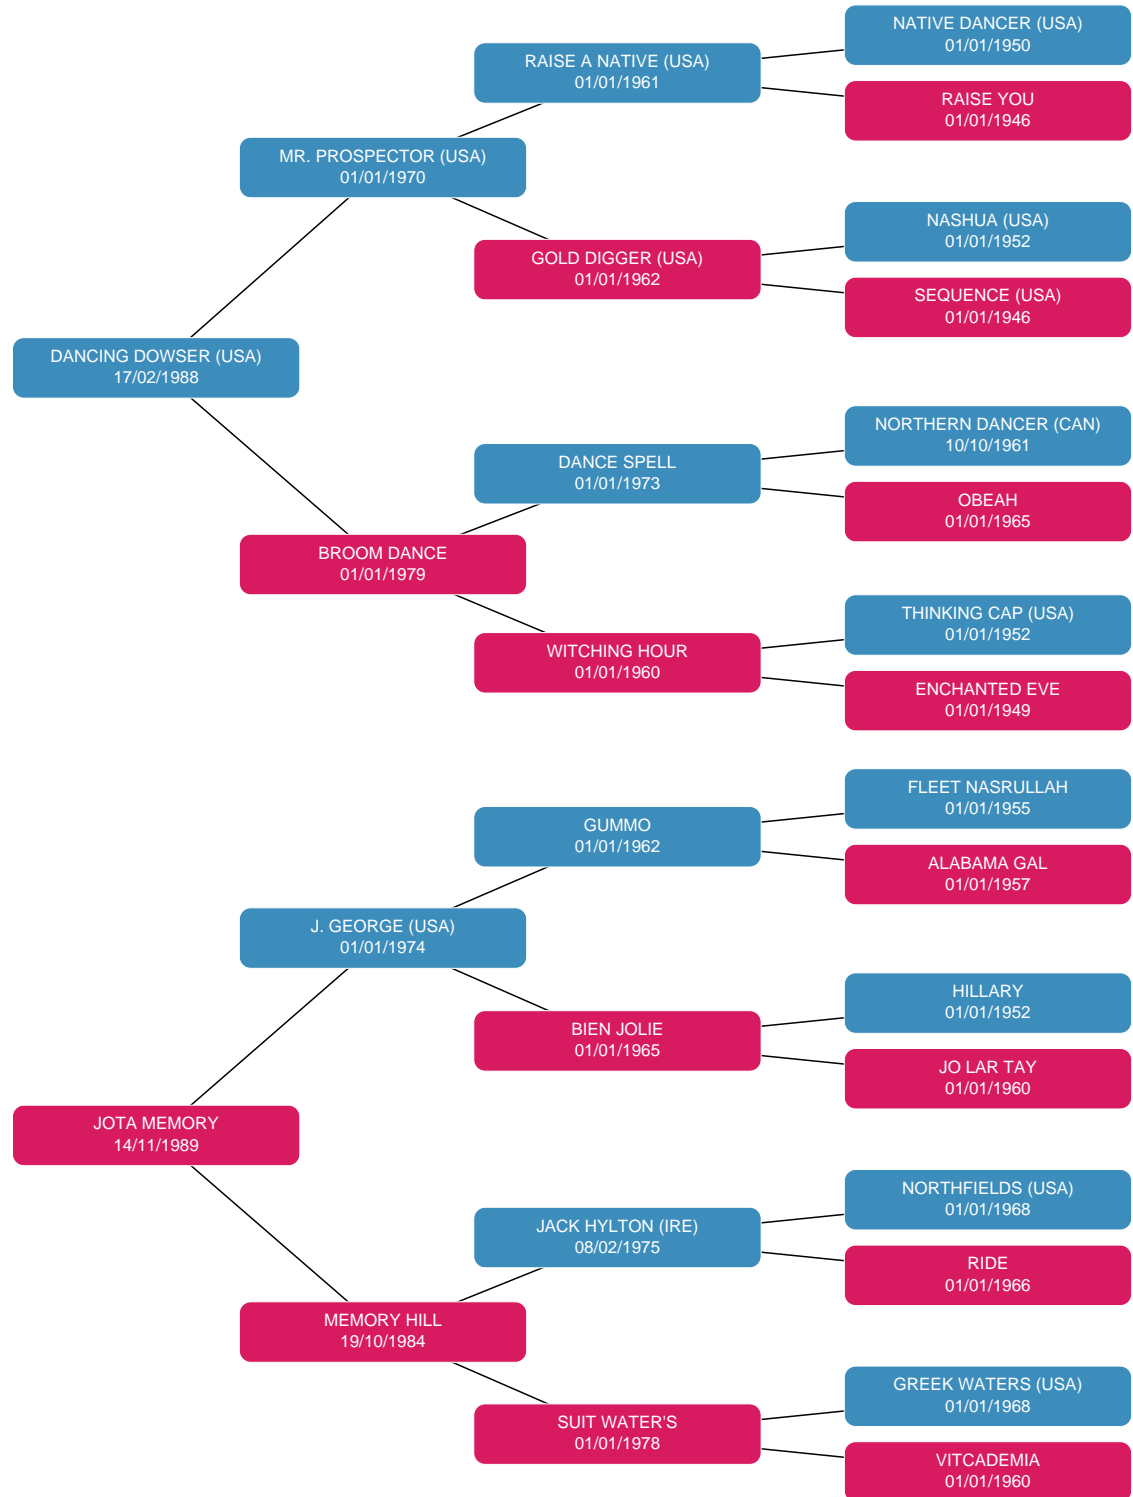 NATIVE DANCER (USA)
01/01/1950
RAISE A NATIVE (USA)
01/01/1961
RAISE YOU
01/01/1946
MR. PROSPECTOR (USA)
01/01/1970
NASHUA (USA)
01/01/1952
GOLD DIGGER (USA)
01/01/1962
SEQUENCE (USA)
01/01/1946
DANCING DOWSER (USA)
17/02/1988
NORTHERN DANCER (CAN)
10/10/1961
DANCE SPELL
01/01/1973
OBEAH
01/01/1965
BROOM DANCE
01/01/1979
THINKING CAP (USA)
01/01/1952
WITCHING HOUR
01/01/1960
ENCHANTED EVE
01/01/1949
FLEET NASRULLAH
01/01/1955
GUMMO
01/01/1962
ALABAMA GAL
01/01/1957
J. GEORGE (USA)
01/01/1974
HILLARY
01/01/1952
BIEN JOLIE
01/01/1965
JO LAR TAY
01/01/1960
JOTA MEMORY
14/11/1989
NORTHFIELDS (USA)
01/01/1968
JACK HYLTON (IRE)
08/02/1975
RIDE
01/01/1966
MEMORY HILL
19/10/1984
GREEK WATERS (USA)
01/01/1968
SUIT WATER'S
01/01/1978
VITCADEMIA
01/01/1960